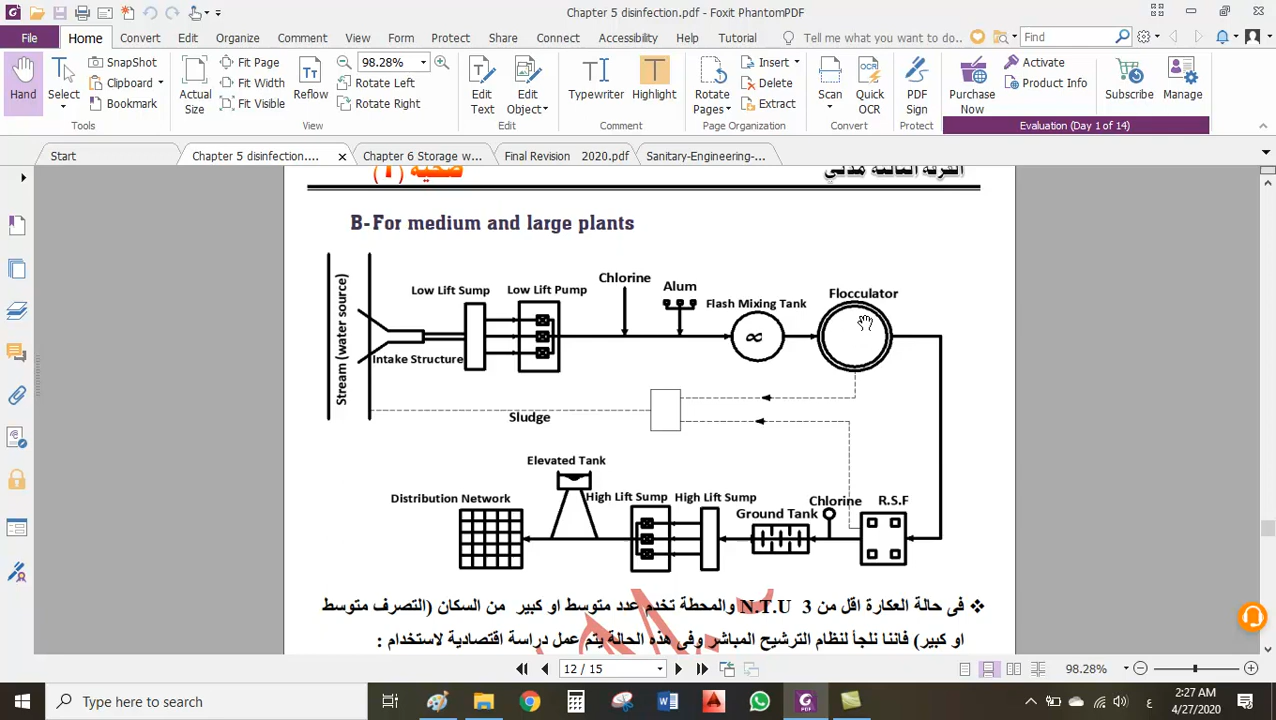 Chapter 5 disinfection.pdf - Foxit PhantomPDF
File Home Convert Edit Organize Comment View Form Protect Share Connect Accessibility Help Tutorial Tell me what you want to do.. Find
Hand
Select
SnapShot
Clipboard
Bookmark
Tools
Actual Size
Fit Page
Fit Width
Fit Visible
Reflow
98.28%
Rotate Left
Rotate Right
View
Edit Text
Edit Object
Edit
Typewriter
Highlight
Comment
Rotate Pages
Insert
Delete
Extract
Page Organization
Scan
Quick OCR
Convert
PDF Sign
Protect
Purchase Now
Activate
Product Info
Subscribe
Manage
Evaluation (Day 1 of 14)
Start
Chapter 5 disinfection....
Chapter 6 Storage w...
Final Revision 2020.pdf
Sanitary-Engineering-...
الفرقة الثالثة مدني
صحية (1)
B-For medium and large plants
Stream (water source)
Low Lift Sump
Low Lift Pump
Chlorine
Alum
Flash Mixing Tank
Flocculator
∞
Intake Structure
Sludge
Elevated Tank
Distribution Network
High Lift Sump
High Lift Sump
Ground Tank
Chlorine
R.S.F
❖ فى حالة العكارة اقل من 3 N.T.U والمحطة تخدم عدد متوسط او كبير من السكان (التصرف متوسط
او كبير) فاننا نلجأ لنظام الترشيح المباشر وفى هذه الحالة يتم عمل دراسة اقتصادية لاستخدام :
12 / 15
98.28%
Type here to search
ع
2:27 AM
4/27/2020